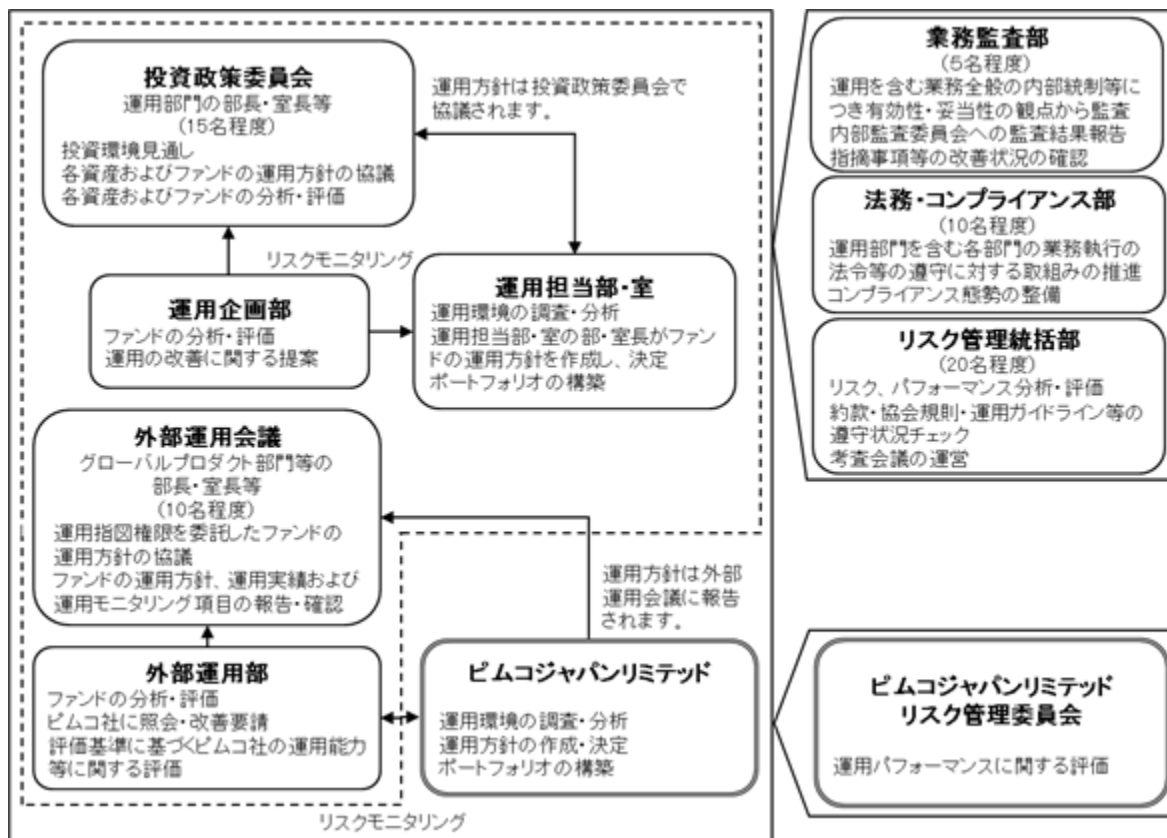 投資政策委員会
運用部門の部長・室長等
(15名程度)
投資環境見通し
各資産およびファンドの運用方針の協議
各資産およびファンドの分析・評価
運用方針は投資政策委員会で
協議されます。
リスクモニタリング
運用企画部
ファンドの分析・評価
運用の改善に関する提案
運用担当部・室
運用環境の調査・分析
運用担当部・室の部・室長がファン
ドの運用方針を作成し、決定
ポートフォリオの構築
外部運用会議
グローバルプロダクト部門等の
部長・室長等
(10名程度)
運用指図権限を委託したファンドの
運用方針の協議
ファンドの運用方針、運用実績および
運用モニタリング項目の報告・確認
運用方針は外部
運用会議に報告
されます。
外部運用部
ファンドの分析・評価
ピムコ社に照会・改善要請
評価基準に基づくピムコ社の運用能力
等に関する評価
ピムコジャパンリミテッド
運用環境の調査・分析
運用方針の作成・決定
ポートフォリオの構築
リスクモニタリング
業務監査部
(5名程度)
運用を含む業務全般の内部統制等に
つき有効性・妥当性の観点から監査
内部監査委員会への監査結果報告
指摘事項等の改善状況の確認
法務・コンプライアンス部
(10名程度)
運用部門を含む各部門の業務執行の
法令等の遵守に対する取組みの推進
コンプライアンス態勢の整備
リスク管理統括部
(20名程度)
リスク、パフォーマンス分析・評価
約款・協会規則・運用ガイドライン等の
遵守状況チェック
考査会議の運営
ピムコジャパンリミテッド
リスク管理委員会
運用パフォーマンスに関する評価